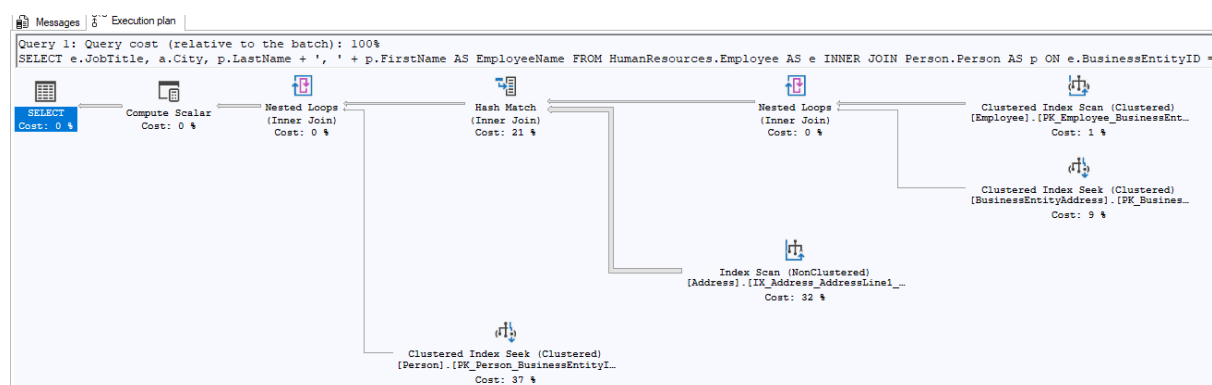 Messages Execution plan
Query 1: Query cost (relative to the batch): 100%
SELECT e.JobTitle, a.City, p.LastName + ', ' + p.FirstName AS EmployeeName FROM HumanResources.Employee AS e INNER JOIN Person.Person AS p ON e.BusinessEntityID =
SELECT
Cost: 0 %
Compute Scalar
Cost: 0 %
Nested Loops
(Inner Join)
Cost: 0 %
Hash Match
(Inner Join)
Cost: 21 %
Nested Loops
(Inner Join)
Cost: 0 %
Clustered Index Scan (Clustered)
[Employee].[PK_Employee_BusinessEnt…
Cost: 1 %
Clustered Index Seek (Clustered)
[BusinessEntityAddress].[PK_Busines…
Cost: 9 %
Index Scan (NonClustered)
[Address].[IX_Address_AddressLine1_…
Cost: 32 %
Clustered Index Seek (Clustered)
[Person].[PK_Person_BusinessEntityI…
Cost: 37 %